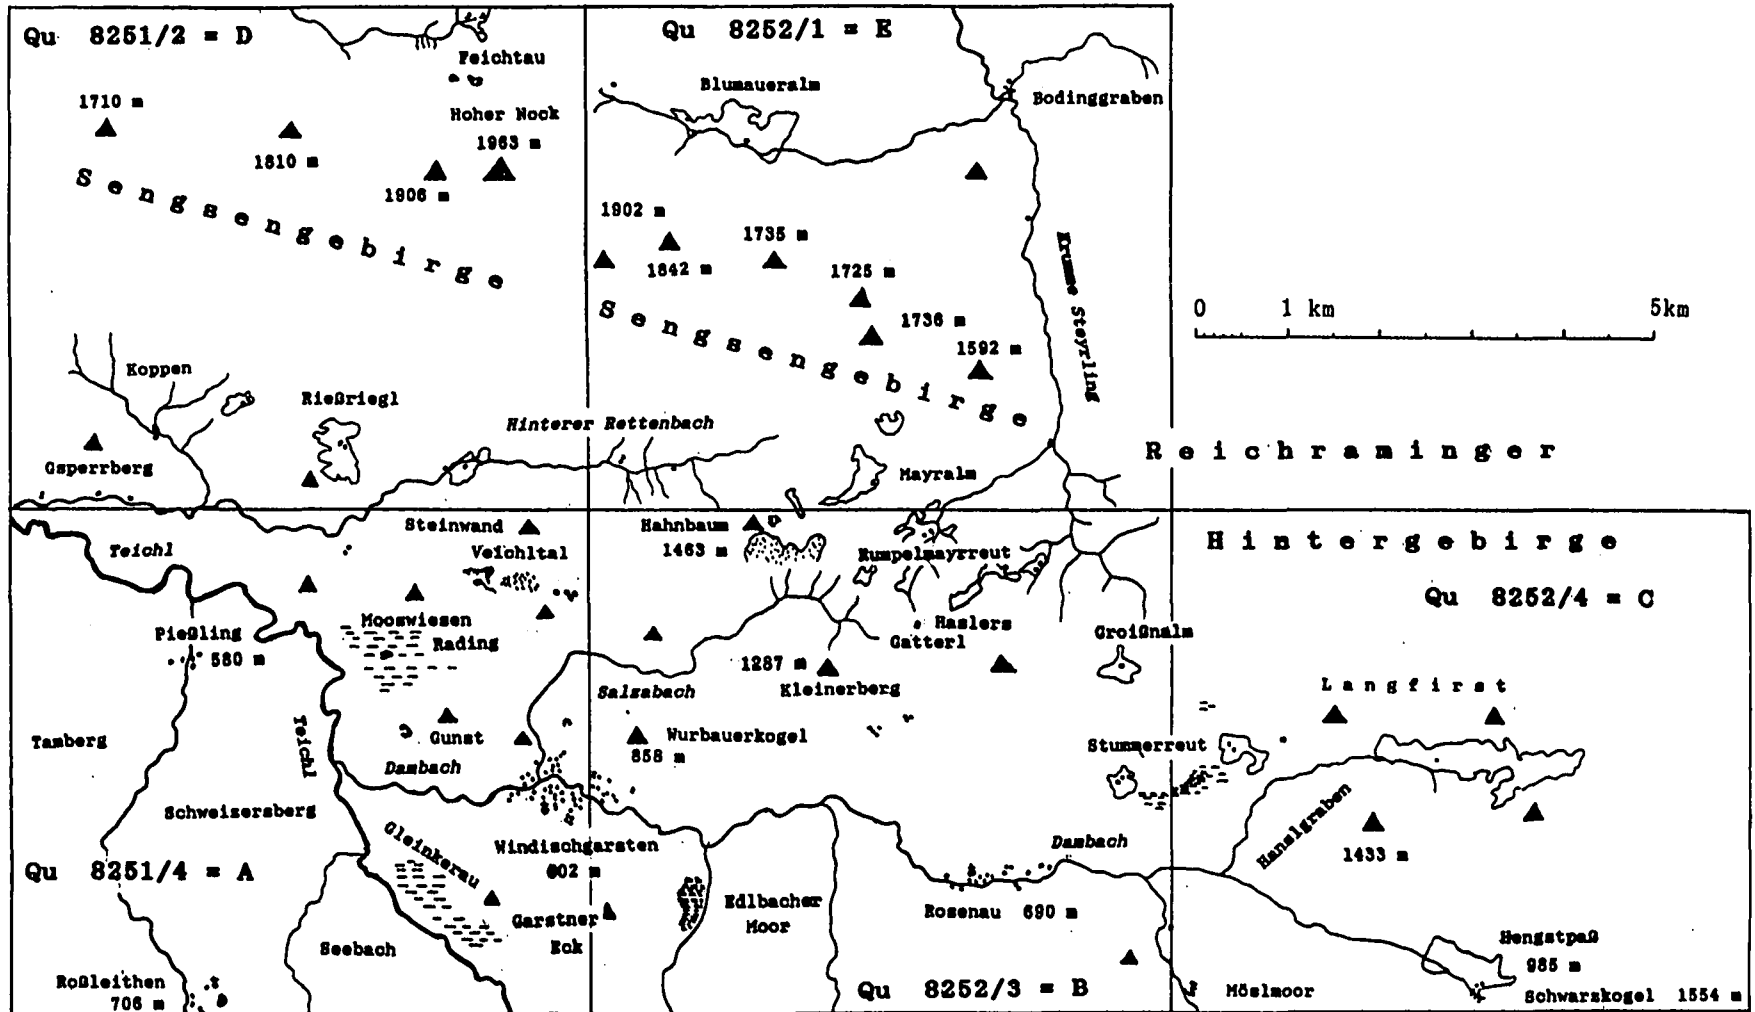 Qu 8251/2 = D
Feichtau
1710 m
1810 m
Hoher Nock
1963 m
1906 m
Sengsengebirge
Qu 8252/1 = E
Blumaueralm
Bodinggraben
1902 m
1842 m
1735 m
1725 m
1736 m
1592 m
Sengsengebirge
Krumme Steyrling
0 1 km 5km
Koppen
Rießriegl
Gsperrberg
Hinterer Rettenbach
Mayralm
Reichraminger
Hintergebirge
Qu 8252/4 = C
Teichl
Steinwand
Veichltal
Hahnbaum
1463 m
Rumpelmayrreut
Mooswiesen
Rading
Pießling
580 m
Haslers
Gatterl
Groißnalm
1287 m
Kleinerberg
Salzabach
Langfirst
Tamberg
Teichl
Gunst
Dambach
Wurbauerkogel
858 m
Stummerreut
Schweizersberg
Gleinkerau
Windischgarsten
602 m
Hanslgraben
1433 m
Dambach
Qu 8251/4 = A
Garstner
Eck
Edlbacher
Moor
Rosenau 690 m
Seebach
Hengstpaß
985 m
Roßleithen
706 m
Qu 8252/3 = B
Möslmoor
Schwarzkogel 1554 m